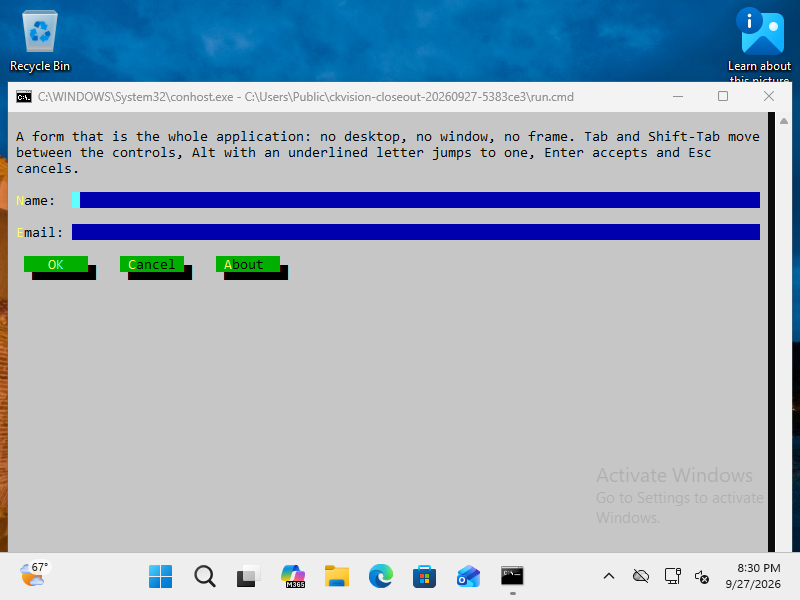 Recycle Bin
Learn about
this picture
C:\WINDOWS\System32\conhost.exe - C:\Users\Public\ckvision-closeout-20260927-5383ce3\run.cmd
A form that is the whole application: no desktop, no window, no frame. Tab and Shift-Tab move
between the controls, Alt with an underlined letter jumps to one, Enter accepts and Esc
cancels.
Name:
Email:
OK Cancel About
Activate Windows
Go to Settings to activate
Windows.
67°
M365
8:30 PM
9/27/2026